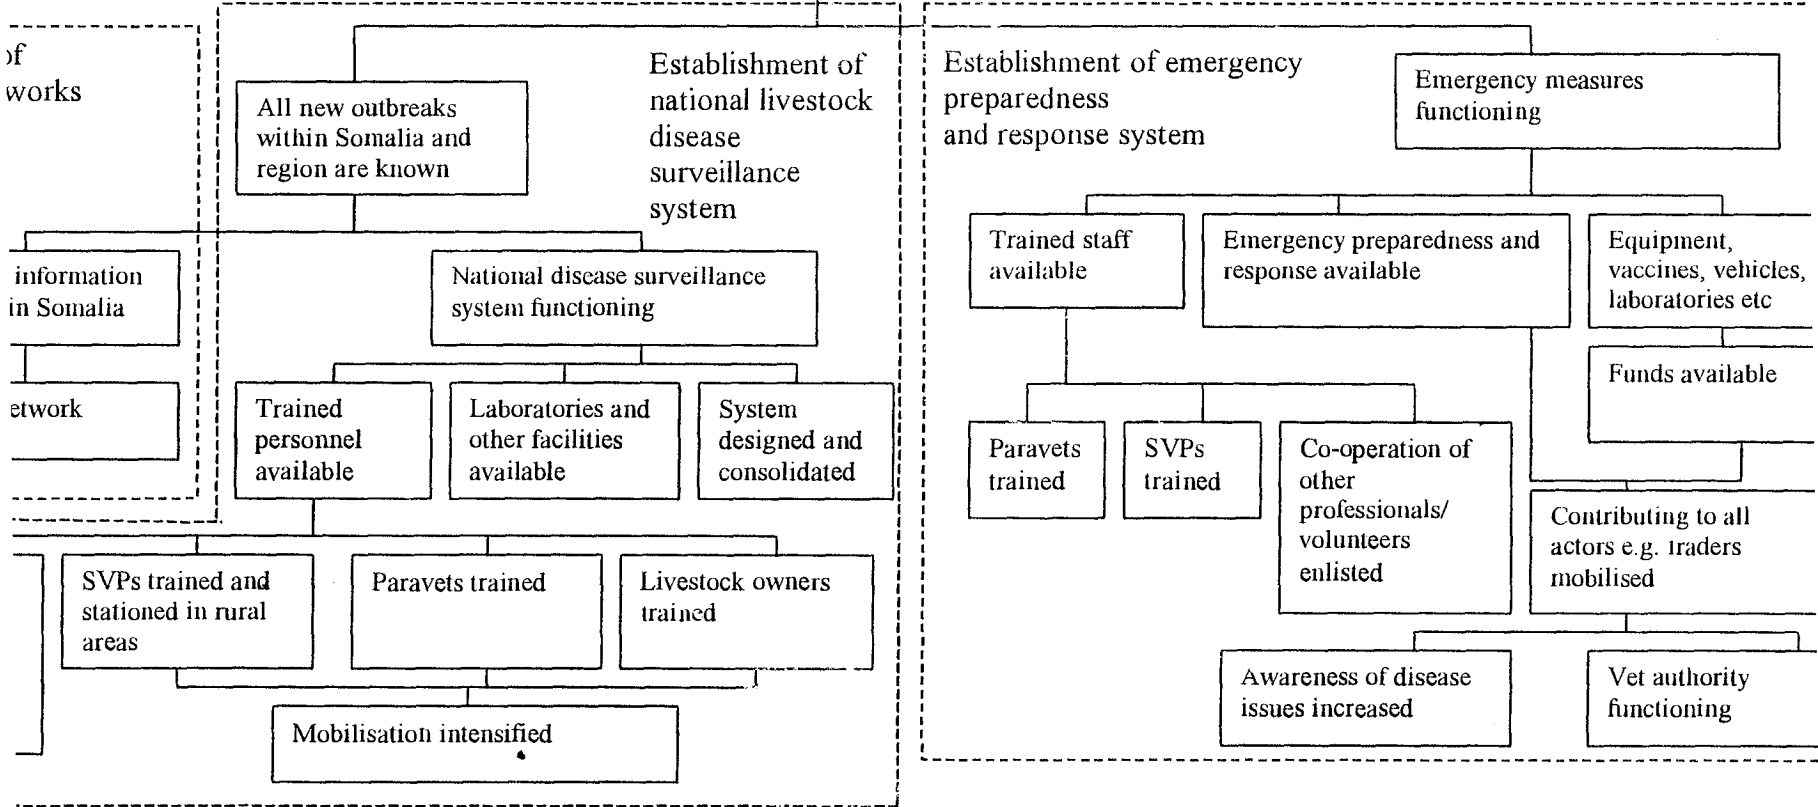 of
works
All new outbreaks
within Somalia and
region are known
Establishment of
national livestock
disease
surveillance
system
information
in Somalia
etwork
National disease surveillance
system functioning
Trained
personnel
available
Laboratories and
other facilities
available
System
designed and
consolidated
SVPs trained and
stationed in rural
areas
Paravets trained
Livestock owners
trained
Mobilisation intensified
Establishment of emergency
preparedness
and response system
Emergency measures
functioning
Trained staff
available
Emergency preparedness and
response available
Equipment,
vaccines, vehicles,
laboratories etc
Funds available
Paravets
trained
SVPs
trained
Co-operation of
other
professionals/
volunteers
enlisted
Contributing to all
actors e.g. traders
mobilised
Awareness of disease
issues increased
Vet authority
functioning